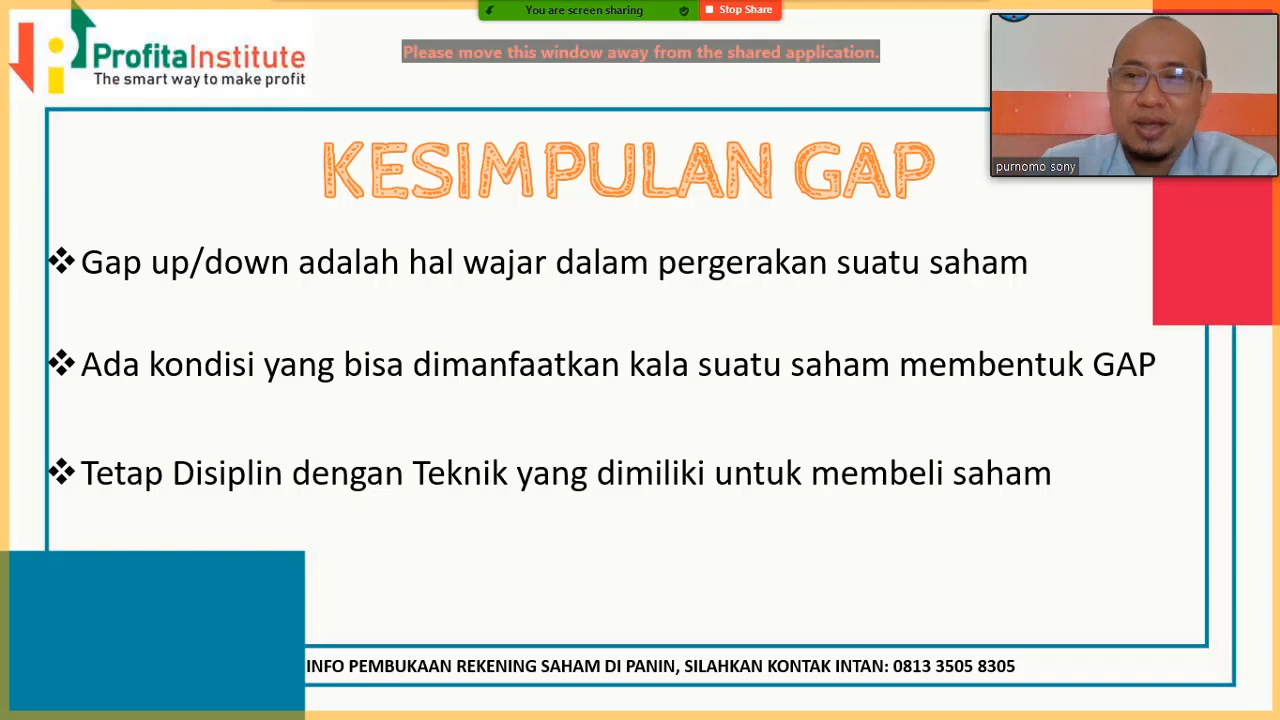 You are screen sharing
Stop Share
Please move this window away from the shared application.
ProfitaInstitute
The smart way to make profit
purnomo sony
KESIMPULAN GAP
❖Gap up/down adalah hal wajar dalam pergerakan suatu saham
❖Ada kondisi yang bisa dimanfaatkan kala suatu saham membentuk GAP
❖Tetap Disiplin dengan Teknik yang dimiliki untuk membeli saham
INFO PEMBUKAAN REKENING SAHAM DI PANIN, SILAHKAN KONTAK INTAN: 0813 3505 8305